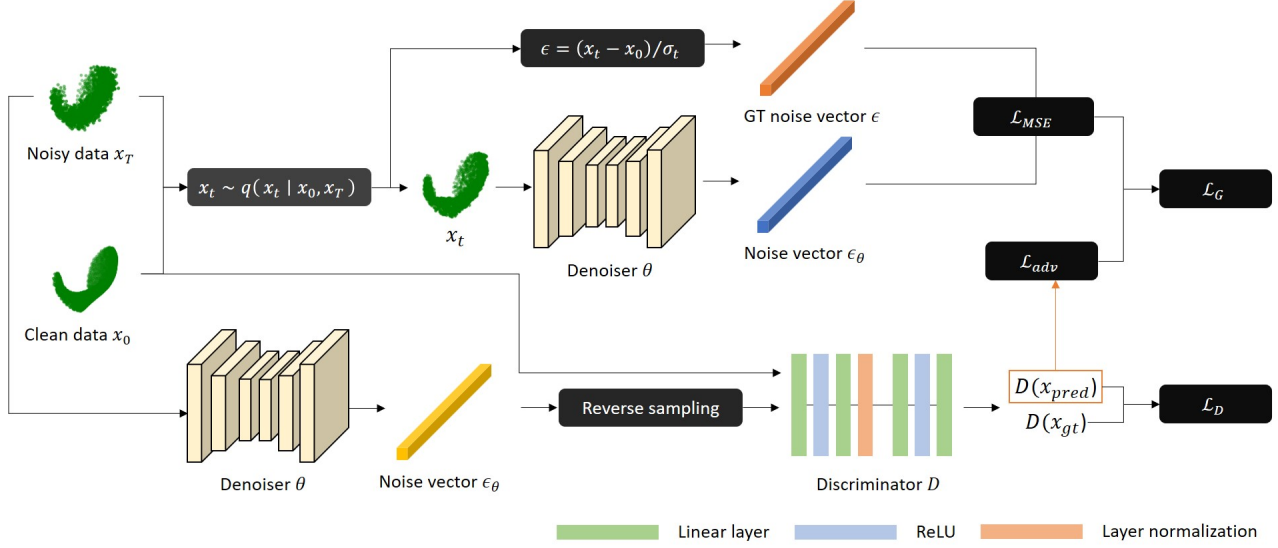 ϵ = (x_t − x_0)/σ_t
GT noise vector ϵ
Noisy data x_T
x_t ~ q( x_t | x_0, x_T )
x_t
Denoiser θ
Noise vector ϵ_θ
ℒ_MSE
ℒ_G
ℒ_adv
Clean data x_0
Denoiser θ
Noise vector ϵ_θ
Reverse sampling
Discriminator D
D(x_pred)
D(x_gt)
ℒ_D
Linear layer
ReLU
Layer normalization